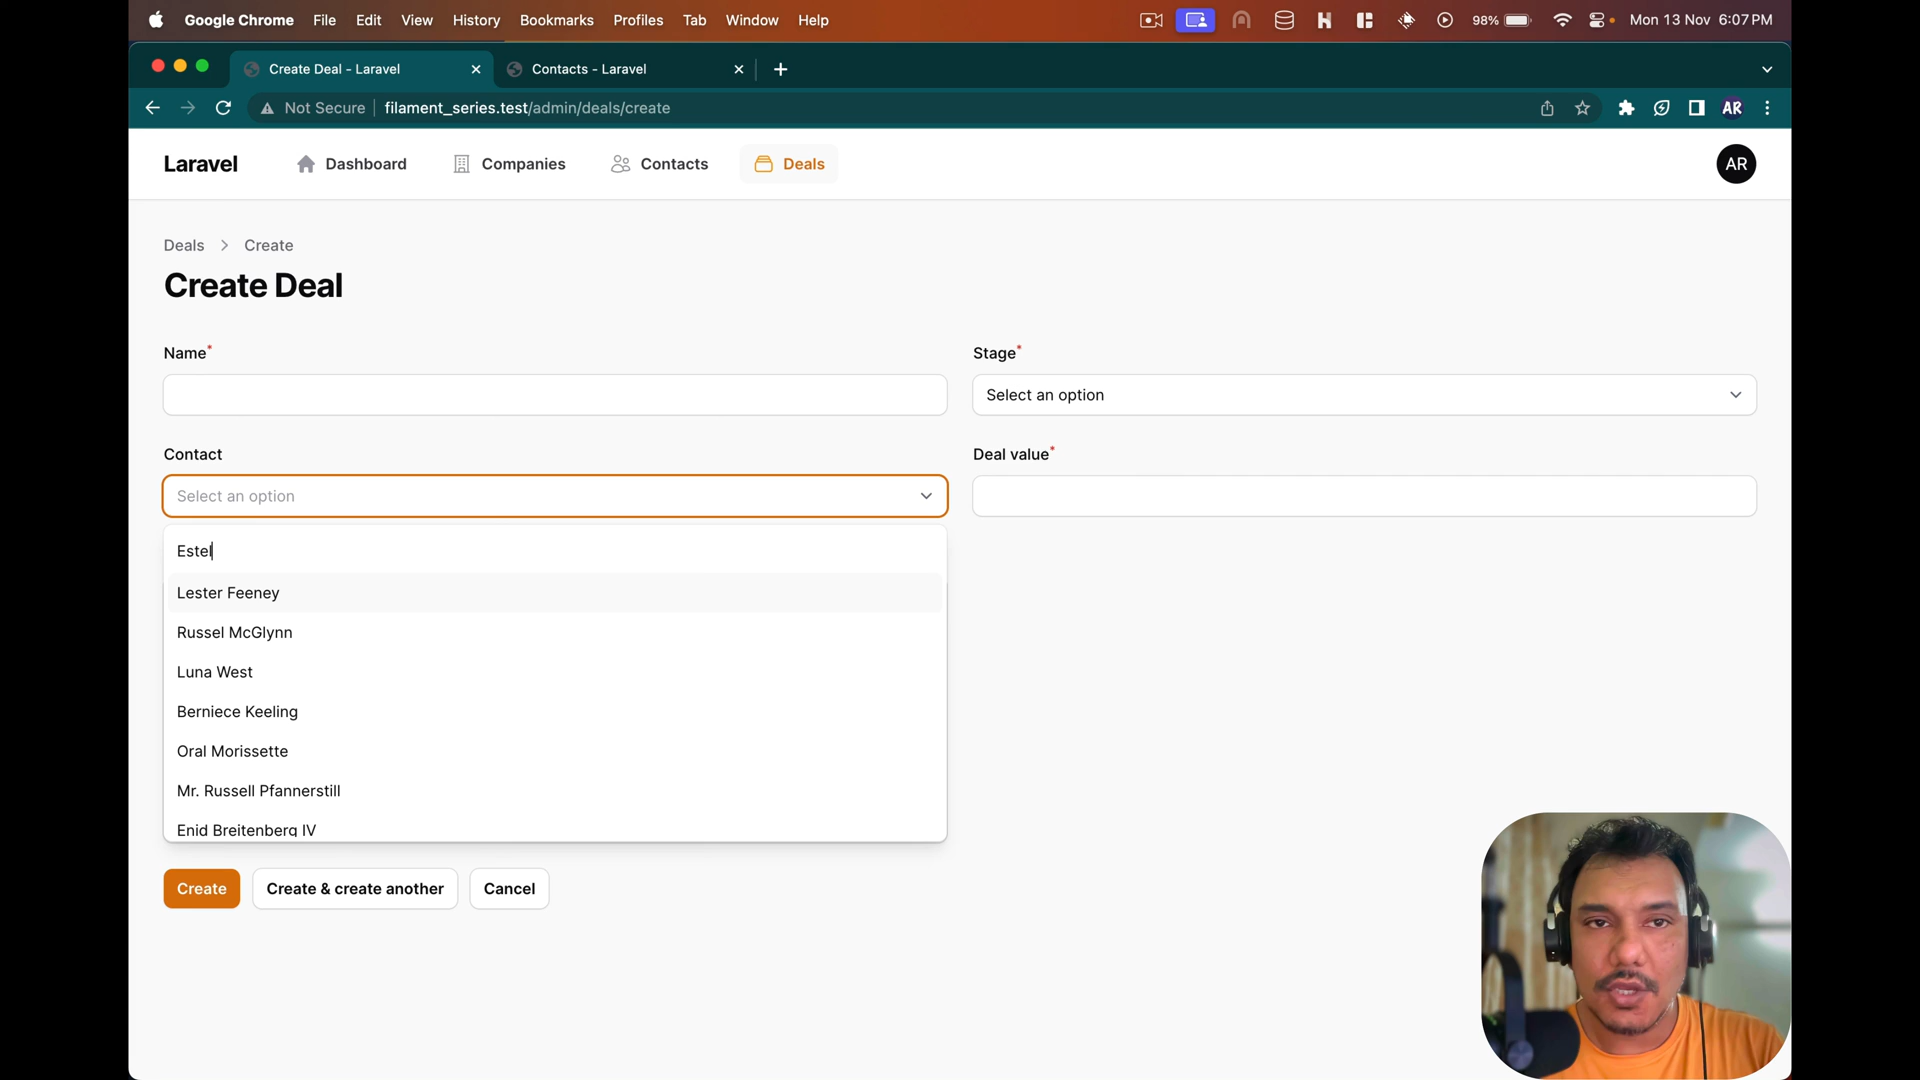 Google Chrome File Edit View History Bookmarks Profiles Tab Window Help 98% Mon 13 Nov 6:07 PM
Create Deal - Laravel Contacts - Laravel
Not Secure filament_series.test/admin/deals/create AR
Laravel Dashboard Companies Contacts Deals AR
Deals Create
Create Deal
Name* Stage*
Select an option
Contact Deal value*
Select an option
Estel
Lester Feeney
Russel McGlynn
Luna West
Berniece Keeling
Oral Morissette
Mr. Russell Pfannerstill
Enid Breitenberg IV
Create Create & create another Cancel